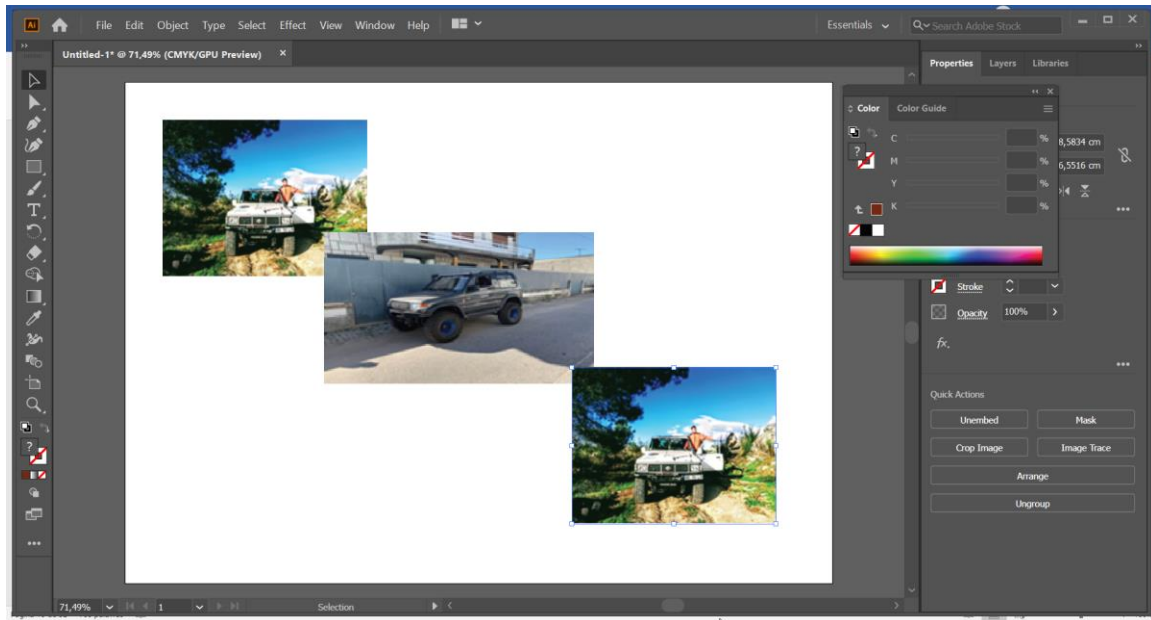 Ai File Edit Object Type Select Effect View Window Help Essentials Search Adobe Stock
Untitled-1* @ 71,49% (CMYK/GPU Preview) ×
Properties Layers Libraries
Color Color Guide
C %
8,5834 cm
M %
6,5516 cm
Y %
K %
?
Stroke
Opacity 100%
fx.
Quick Actions
Unembed Mask
Crop Image Image Trace
Arrange
Ungroup
T
?
71,49% 1 Selection